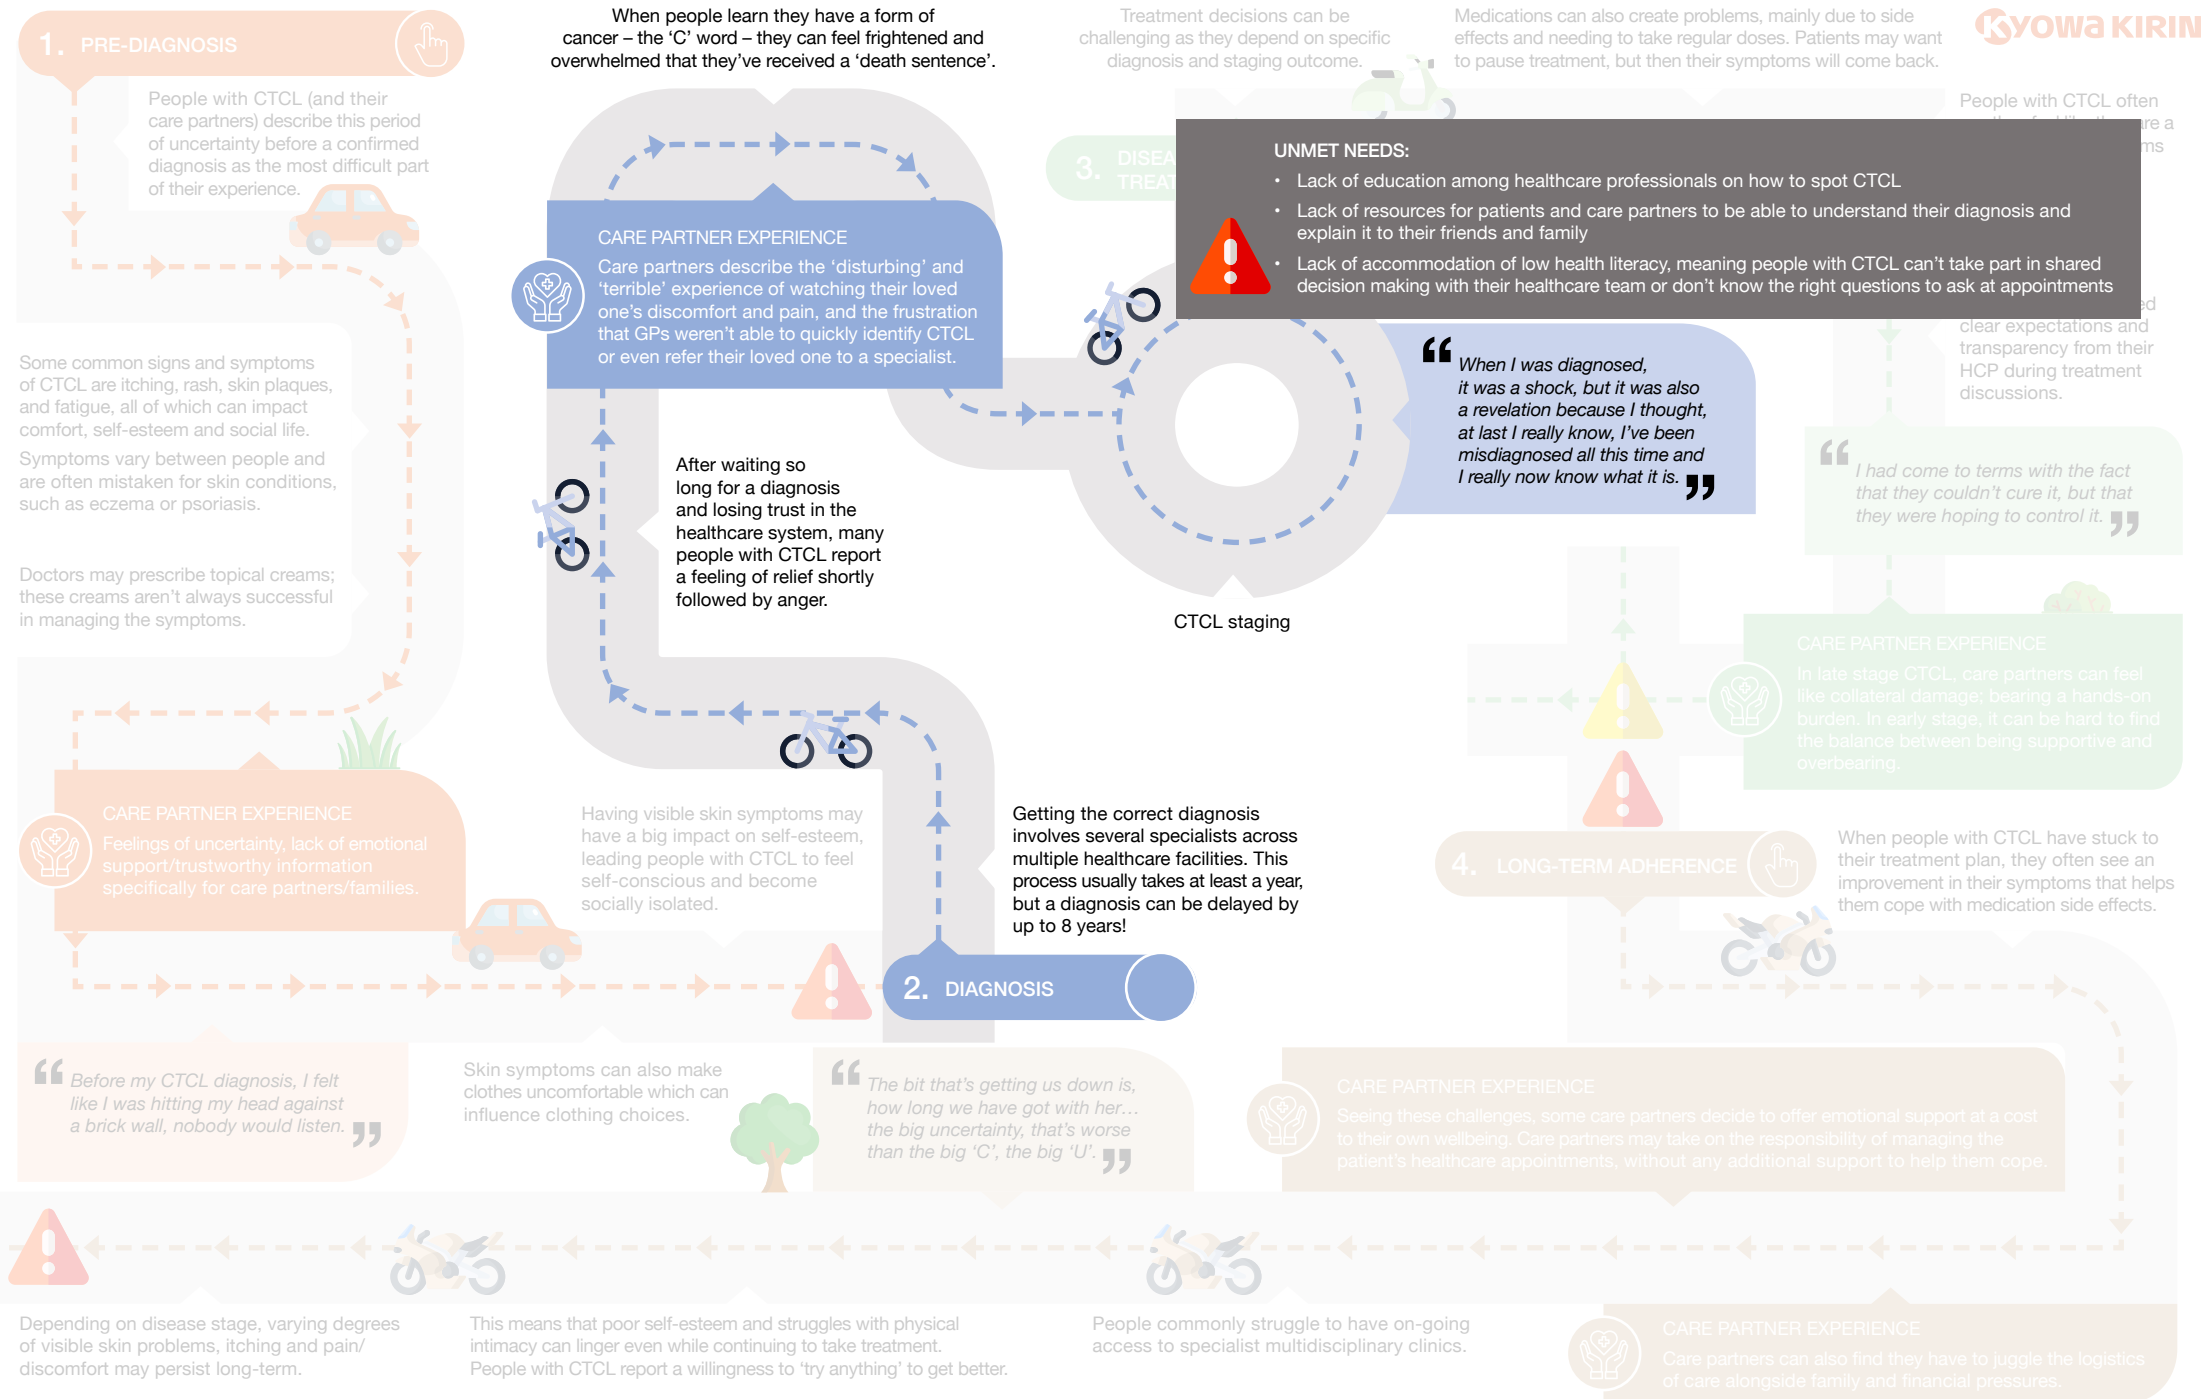 1. PRE-DIAGNOSIS
People with CTCL (and their
care partners) describe this period
of uncertainty before a confirmed
diagnosis as the most difficult part
of their experience.
Some common signs and symptoms
of CTCL are itching, rash, skin plaques,
and fatigue, all of which can impact
comfort, self-esteem and social life.
Symptoms vary between people and
are often mistaken for skin conditions,
such as eczema or psoriasis.
Doctors may prescribe topical creams;
these creams aren't always successful
in managing the symptoms.
CARE PARTNER EXPERIENCE
Feelings of uncertainty, lack of emotional
support/trustworthy information
specifically for care partners/families.
Having visible skin symptoms may
have a big impact on self-esteem,
leading people with CTCL to feel
self-conscious and become
socially isolated.
“ Before my CTCL diagnosis, I felt
like I was hitting my head against
a brick wall, nobody would listen. ”
Skin symptoms can also make
clothes uncomfortable which can
influence clothing choices.
2. DIAGNOSIS
Getting the correct diagnosis
involves several specialists across
multiple healthcare facilities. This
process usually takes at least a year,
but a diagnosis can be delayed by
up to 8 years!
After waiting so
long for a diagnosis
and losing trust in the
healthcare system, many
people with CTCL report
a feeling of relief shortly
followed by anger.
CARE PARTNER EXPERIENCE
Care partners describe the ‘disturbing’ and
‘terrible’ experience of watching their loved
one's discomfort and pain, and the frustration
that GPs weren't able to quickly identify CTCL
or even refer their loved one to a specialist.
When people learn they have a form of
cancer – the ‘C’ word – they can feel frightened and
overwhelmed that they've received a ‘death sentence’.
CTCL staging
“ When I was diagnosed,
it was a shock, but it was also
a revelation because I thought,
at last I really know, I've been
misdiagnosed all this time and
I really now know what it is. ”
UNMET NEEDS:
• Lack of education among healthcare professionals on how to spot CTCL
• Lack of resources for patients and care partners to be able to understand their diagnosis and
explain it to their friends and family
• Lack of accommodation of low health literacy, meaning people with CTCL can't take part in shared
decision making with their healthcare team or don't know the right questions to ask at appointments
3. DISEA
TREAT
Treatment decisions can be
challenging as they depend on specific
diagnosis and staging outcome.
Medications can also create problems, mainly due to side
effects and needing to take regular doses. Patients may want
to pause treatment, but then their symptoms will come back.
KYOWA KIRIN
People with CTCL often
are a
ms
ed
clear expectations and
transparency from their
HCP during treatment
discussions.
“ I had come to terms with the fact
that they couldn't cure it, but that
they were hoping to control it. ”
CARE PARTNER EXPERIENCE
In late stage CTCL, care partners can feel
like collateral damage; bearing a hands-on
burden. In early stage, it can be hard to find
the balance between being supportive and
overbearing.
4. LONG-TERM ADHERENCE
When people with CTCL have stuck to
their treatment plan, they often see an
improvement in their symptoms that helps
them cope with medication side effects.
CARE PARTNER EXPERIENCE
Seeing these challenges, some care partners decide to offer emotional support at a cost
to their own wellbeing. Care partners may take on the responsibility of managing the
patient's healthcare appointments, without any additional support to help them cope.
“ The bit that's getting us down is,
how long we have got with her…
the big uncertainty, that's worse
than the big ‘C’, the big ‘U’. ”
CARE PARTNER EXPERIENCE
Care partners can also find they have to juggle the logistics
of care alongside family and financial pressures.
People commonly struggle to have on-going
access to specialist multidisciplinary clinics.
This means that poor self-esteem and struggles with physical
intimacy can linger even while continuing to take treatment.
People with CTCL report a willingness to ‘try anything’ to get better.
Depending on disease stage, varying degrees
of visible skin problems, itching and pain/
discomfort may persist long-term.